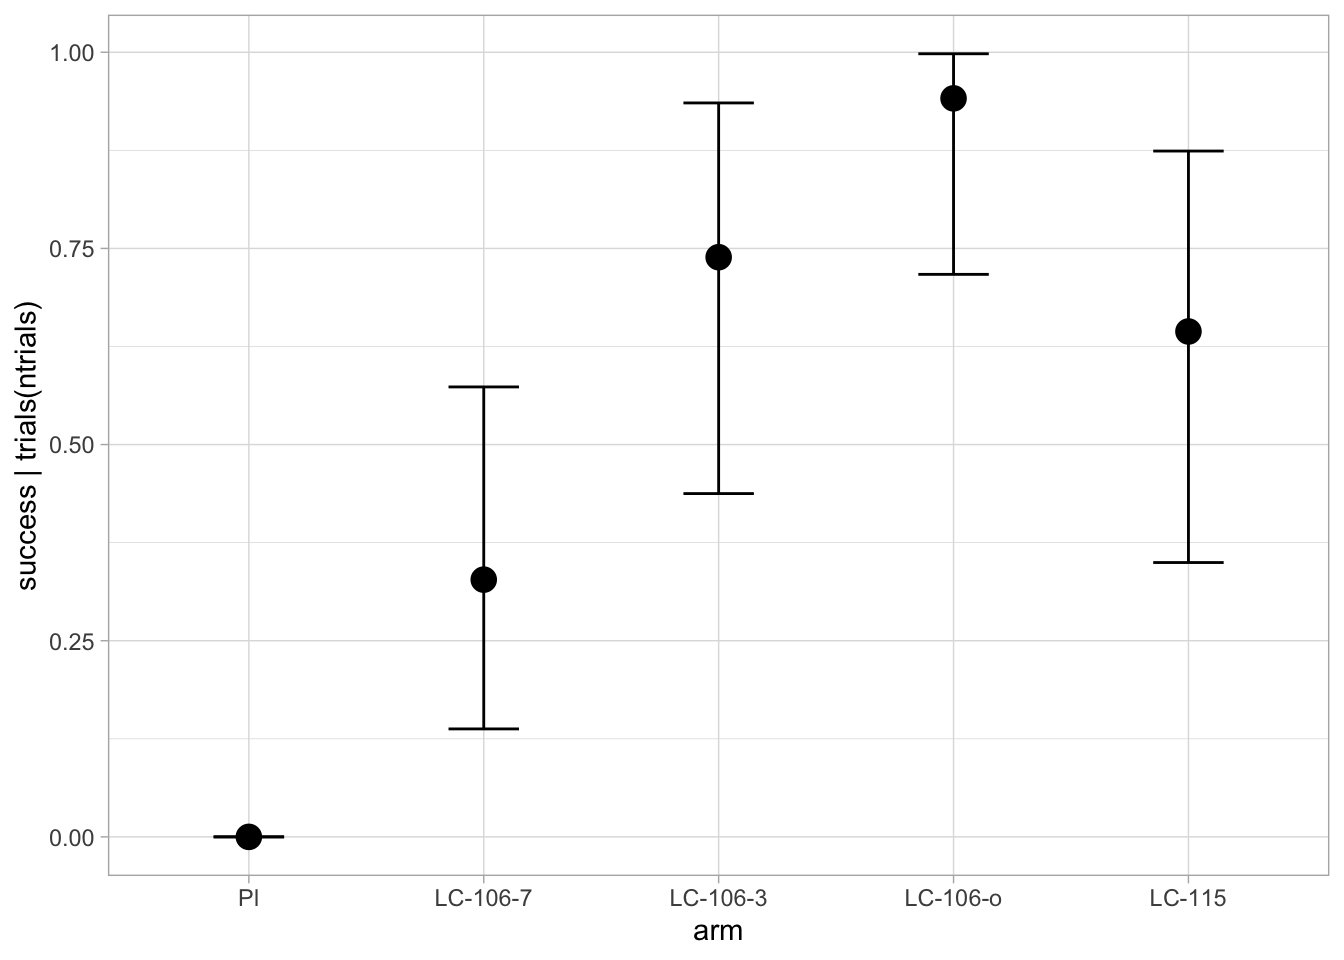 success | trials(ntrials)
1.00
0.75
0.50
0.25
0.00
Pl
LC-106-7
LC-106-3
LC-106-o
LC-115
arm